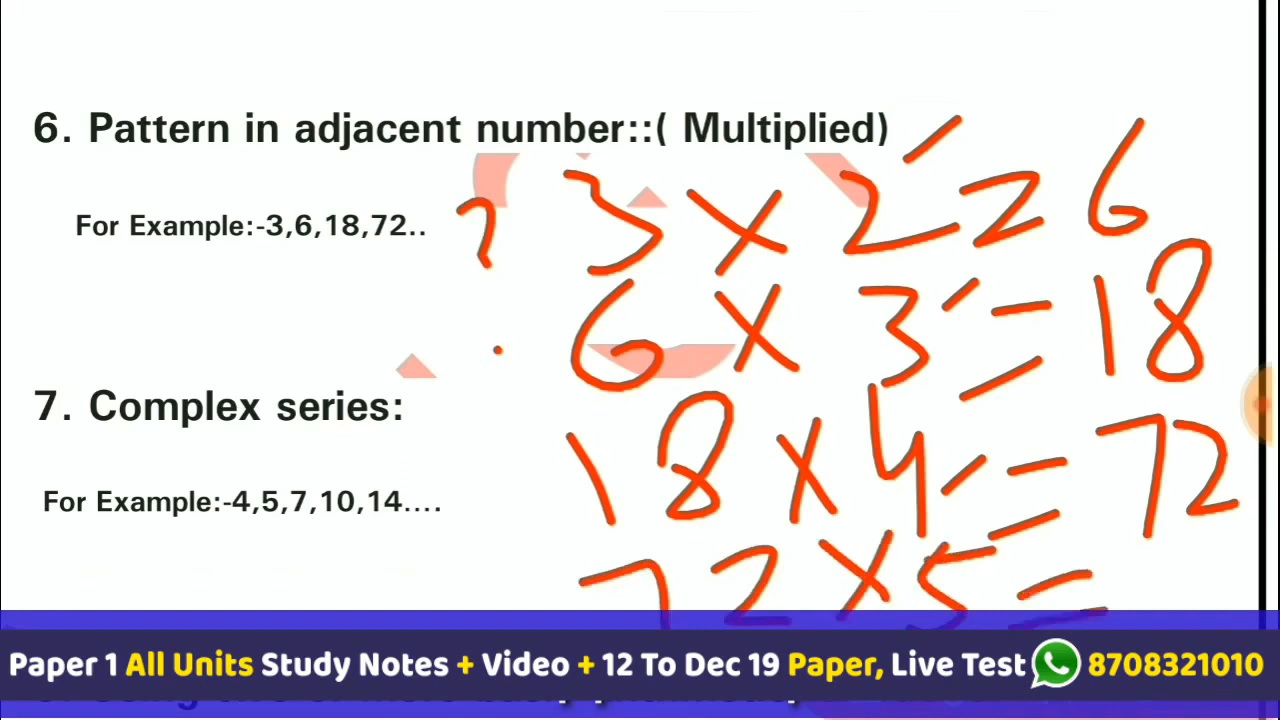 6. Pattern in adjacent number::( Multiplied)
For Example:-3,6,18,72.. ?
3 × 2 = 6
6 × 3 = 18
18 × 4 = 72
72 × 5 =
7. Complex series:
For Example:-4,5,7,10,14....
Paper 1 All Units Study Notes + Video + 12 To Dec 19 Paper, Live Test 8708321010